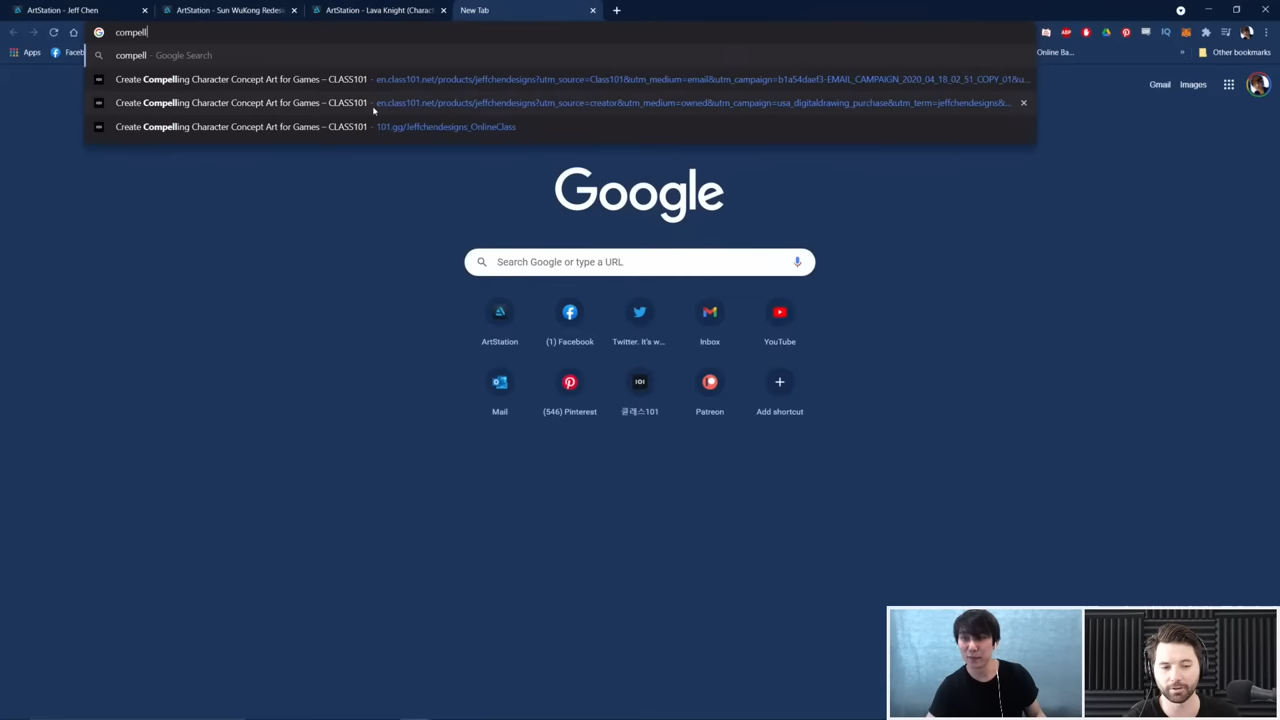 ArtStation - Jeff Chen
ArtStation - Sun WuKong Redes
ArtStation - Lava Knight (Charac
New Tab
compell
Apps
Faceb
Online Ba...
Other bookmarks
compell - Google Search
Create Compelling Character Concept Art for Games – CLASS101 - en.class101.net/products/jeffchendesigns?utm_source=Class101&utm_medium=email&utm_campaign=b1a54daef3-EMAIL_CAMPAIGN_2020_04_18_02_51_COPY_01&u...
Create Compelling Character Concept Art for Games – CLASS101 - en.class101.net/products/jeffchendesigns?utm_source=creator&utm_medium=owned&utm_campaign=usa_digitaldrawing_purchase&utm_term=jeffchendesigns&...
Create Compelling Character Concept Art for Games – CLASS101 - 101.gg/Jeffchendesigns_OnlineClass
Gmail
Images
Google
Search Google or type a URL
ArtStation
(1) Facebook
Twitter. It's w...
Inbox
YouTube
101
Mail
(546) Pinterest
클래스101
Patreon
Add shortcut